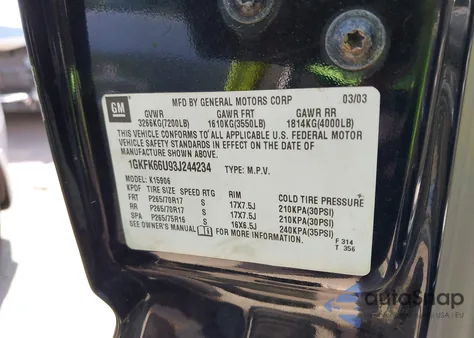 GM
MFD BY GENERAL MOTORS CORP 03/03
GVWR GAWR FRT GAWR RR
3266KG(7200LB) 1610KG(3550LB) 1814KG(4000LB)
THIS VEHICLE CONFORMS TO ALL APPLICABLE U.S. FEDERAL MOTOR
VEHICLE SAFETY STANDARDS IN EFFECT ON THE DATE OF
MANUFACTURE SHOWN ABOVE.
1GKFK66U93J244234 TYPE: M.P.V.
MODEL: K15906
KPDF TIRE SIZE SPEED RTG RIM COLD TIRE PRESSURE
FRT P265/70R17 S 17X7.5J 210KPA(30PSI)
RR P265/70R17 S 17X7.5J 210KPA(30PSI)
SPA P265/75R16 S 16X6.5J 240KPA(35PSI)
SEE OWNER'S MANUAL FOR MORE INFORMATION
F 314
T 356
autoSnap
USA / EU